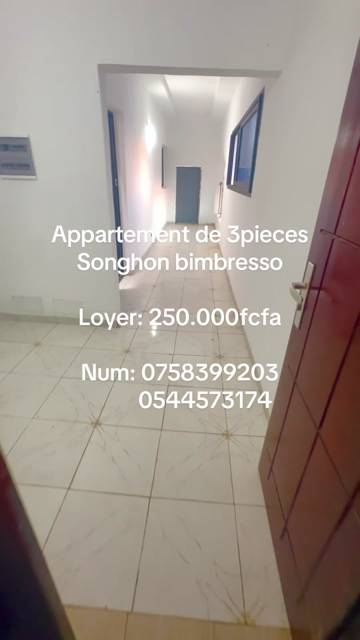 Appartement de 3pieces
Songhon bimbresso
Loyer: 250.000fcfa
Num: 0758399203
0544573174